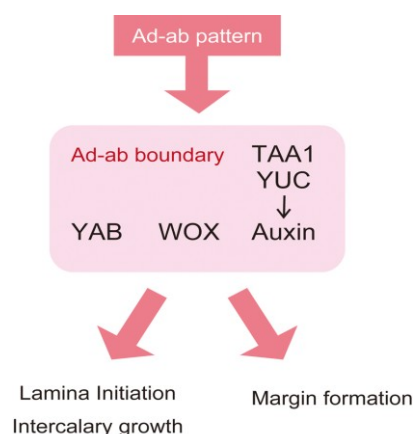 Ad-ab pattern
Ad-ab boundary TAA1
YUC
↓
YAB WOX Auxin
Lamina Initiation
Margin formation
Intercalary growth